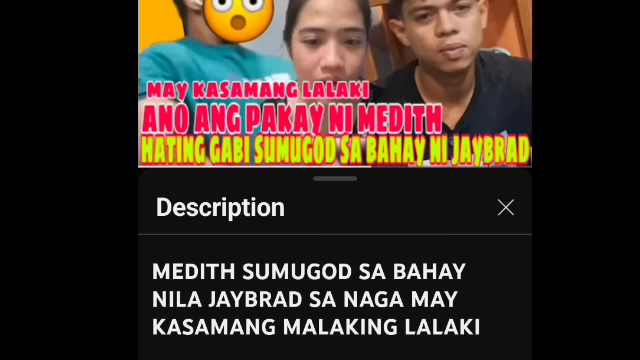 MAY KASAMANG LALAKI
ANO ANG PAKAY NI MEDITH
HATING GABI SUMUGOD SA BAHAY NI JAYBRAD
Description
MEDITH SUMUGOD SA BAHAY
NILA JAYBRAD SA NAGA MAY
KASAMANG MALAKING LALAKI